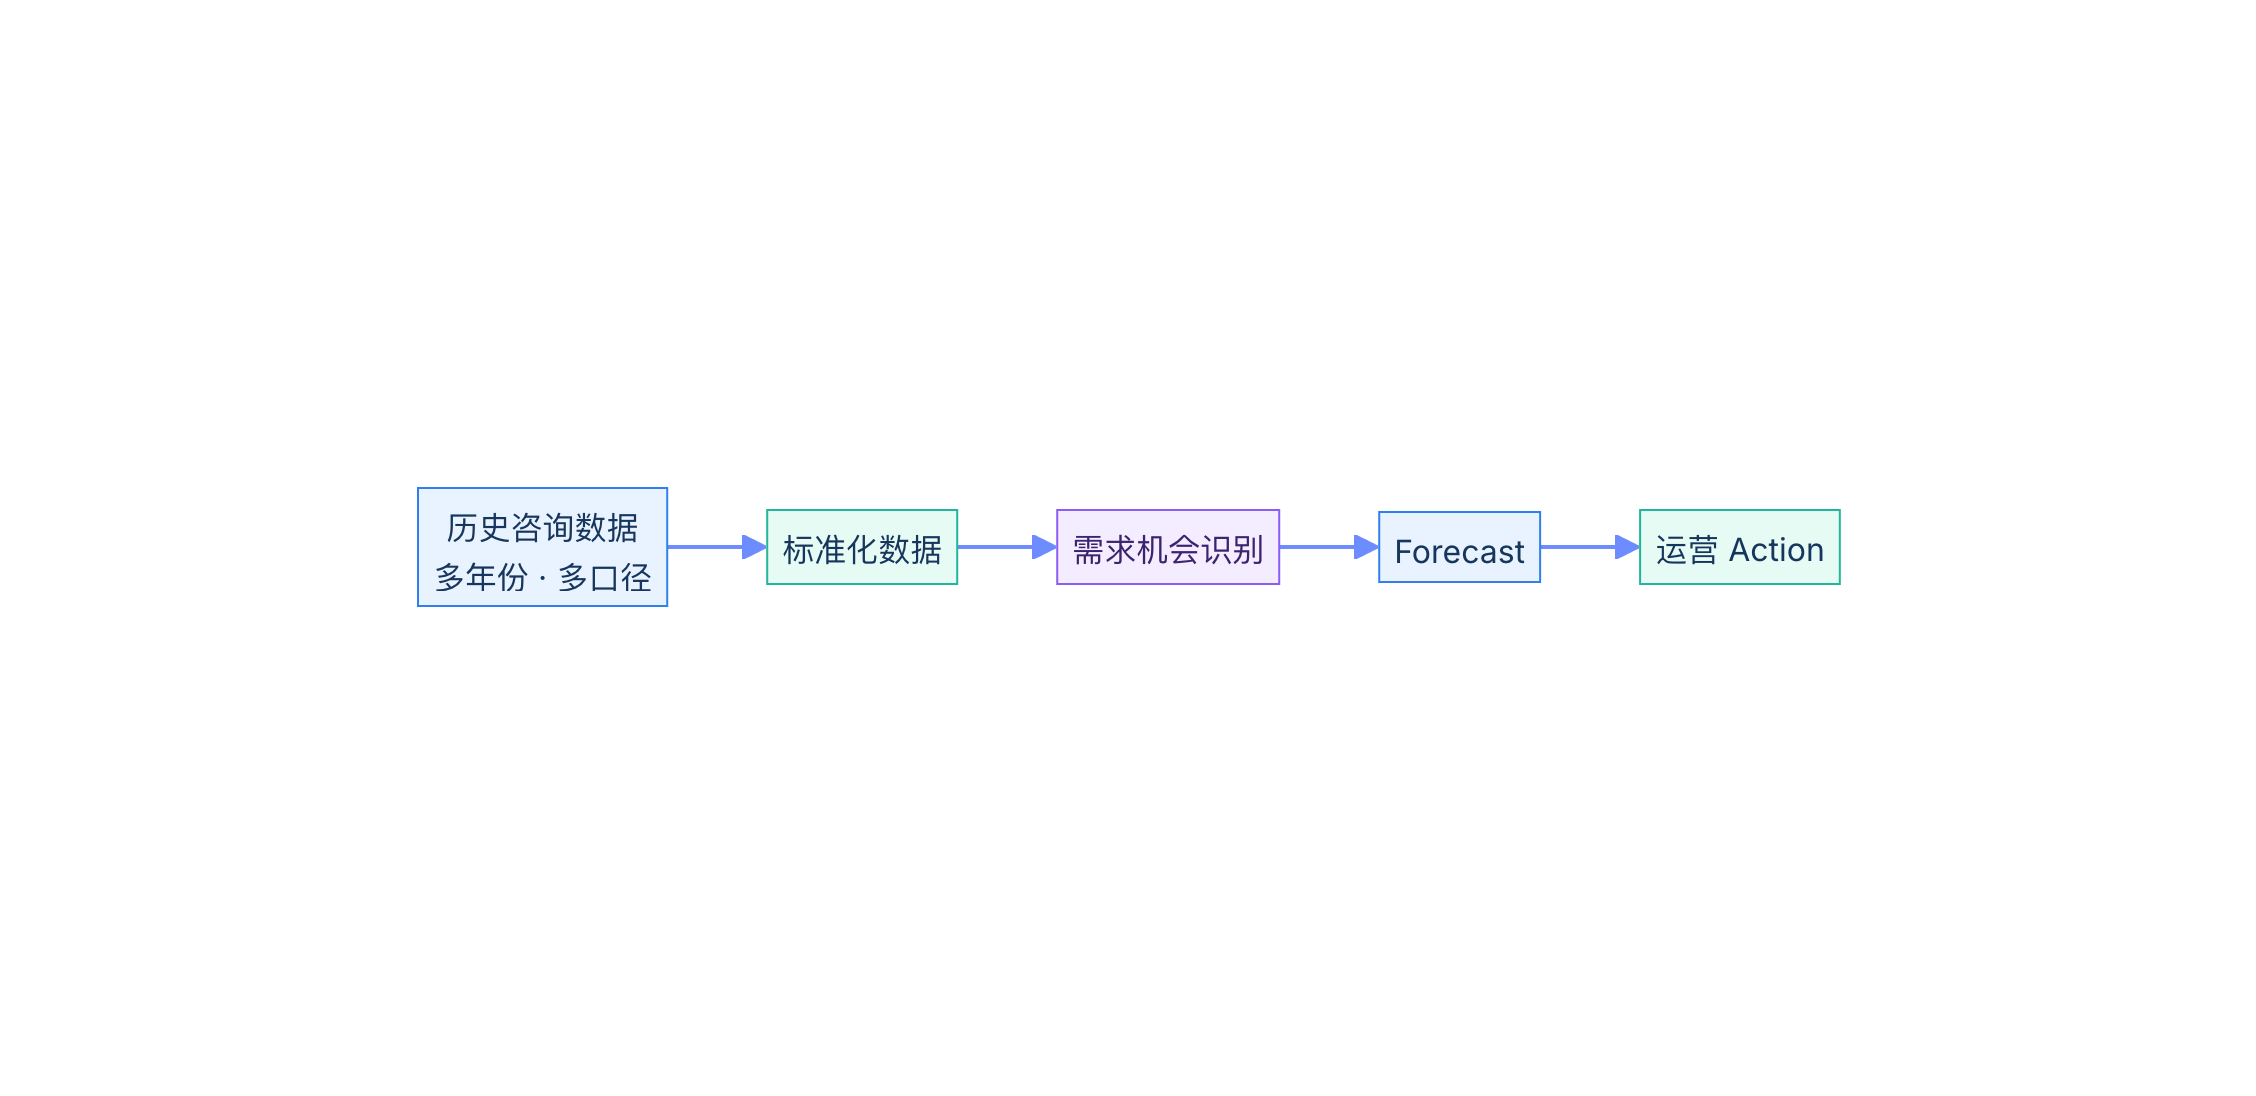 历史咨询数据
多年份 · 多口径
标准化数据
需求机会识别
Forecast
运营 Action